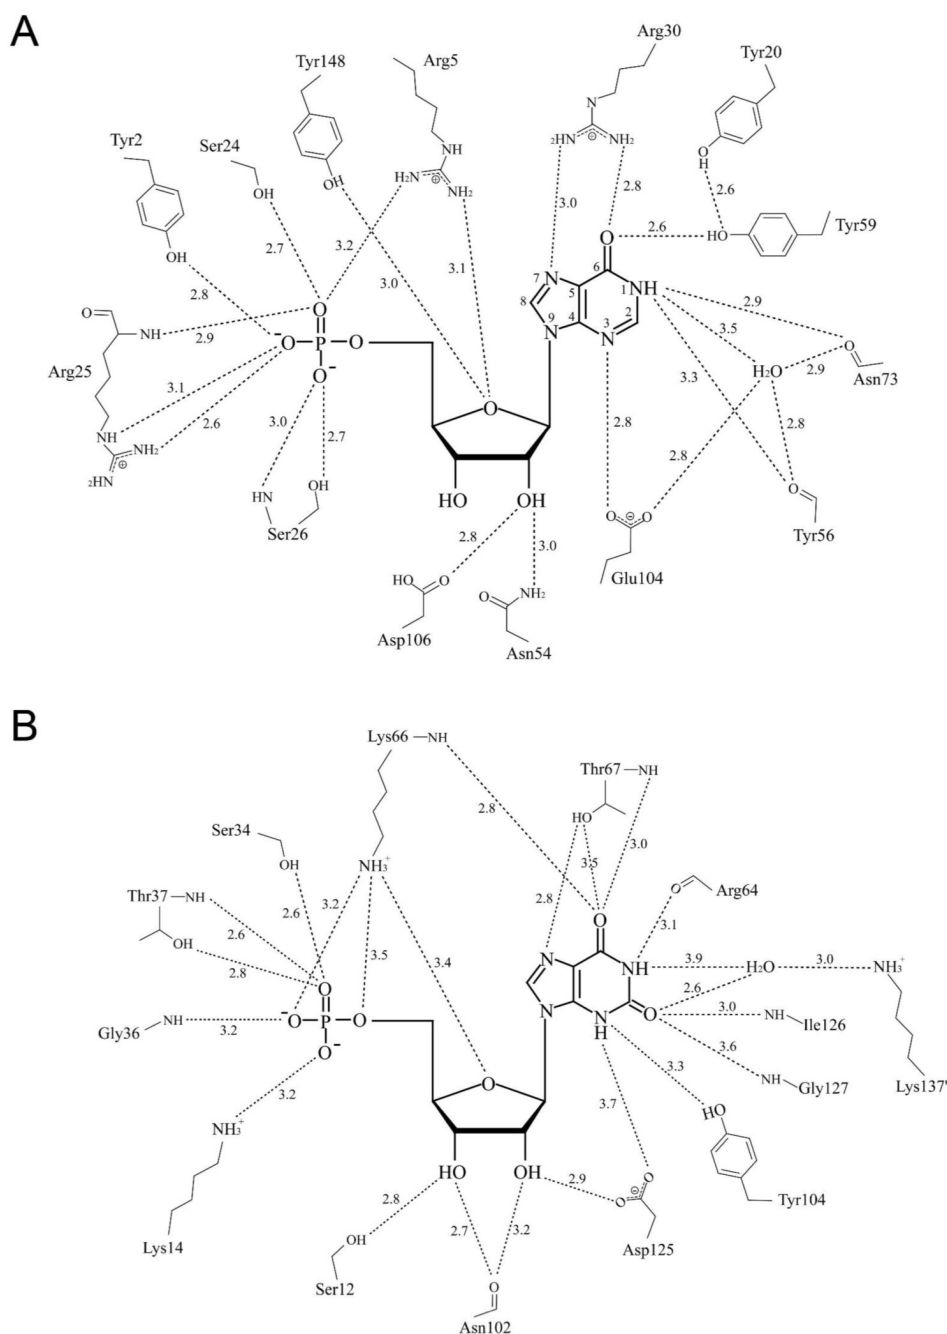 A
Arg30
Tyr148
Arg5
Tyr20
Tyr2
Ser24
N
2HN
NH2
OH
H
OH
OH
NH
H2N
NH2
OH
2.8
3.0
2.6
O
2.6
HO
Tyr59
2.7
3.2
3.1
3.0
7
N
6
1
NH
5
8
2
9
N
4
3
N
2.8
O
NH
2.9
O
P
O
O
O
2.9
3.5
O
H2O
2.9
Asn73
Arg25
3.1
2.6
3.3
2.8
2.8
2.8
NH
NH2
2HN
3.0
2.7
O
HO
OH
HN
OH
Ser26
O
O
O
Tyr56
2.8
3.0
Glu104
HO
O
O
NH2
Asp106
Asn54
B
Lys66
NH
Thr67
NH
HO
Ser34
OH
2.8
3.5
3.0
NH3+
O
Arg64
Thr37
NH
OH
3.2
2.6
2.6
2.8
2.8
3.5
3.4
3.1
O
N
NH
3.9
H2O
3.0
NH3+
2.6
Gly36
NH
3.2
O
O
P
O
O
N
N
H
O
3.0
NH
Ile126
3.6
NH
Gly127
Lys137'
3.2
NH3+
O
3.3
3.7
HO
HO
OH
2.9
O
O
Tyr104
Lys14
2.8
2.7
3.2
OH
Ser12
Asp125
O
Asn102